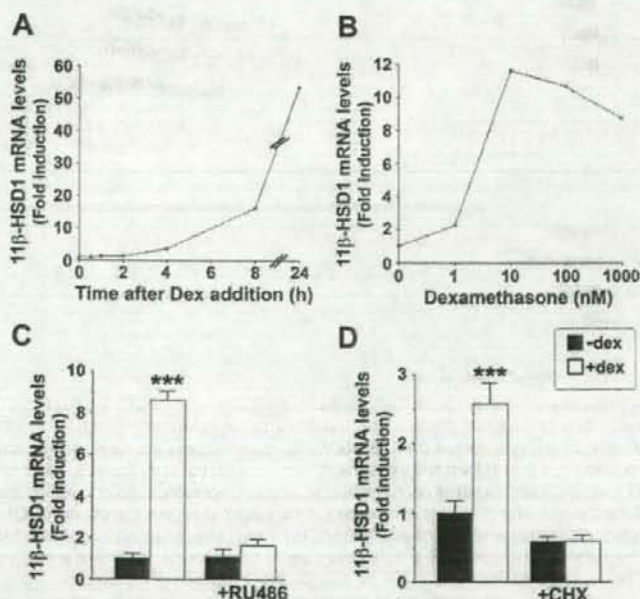 A
11β-HSD1 mRNA levels
(Fold induction)
60
50
40
30
20
10
0
0
2
4
8
24
Time after Dex addition (h)
B
11β-HSD1 mRNA levels
(Fold induction)
12
10
8
6
4
2
0
0
1
10
100
1000
Dexamethasone (nM)
C
11β-HSD1 mRNA levels
(Fold induction)
10
8
6
4
2
0
***
+RU486
D
11β-HSD1 mRNA levels
(Fold induction)
3
2
1
0
***
+CHX
-dex
+dex